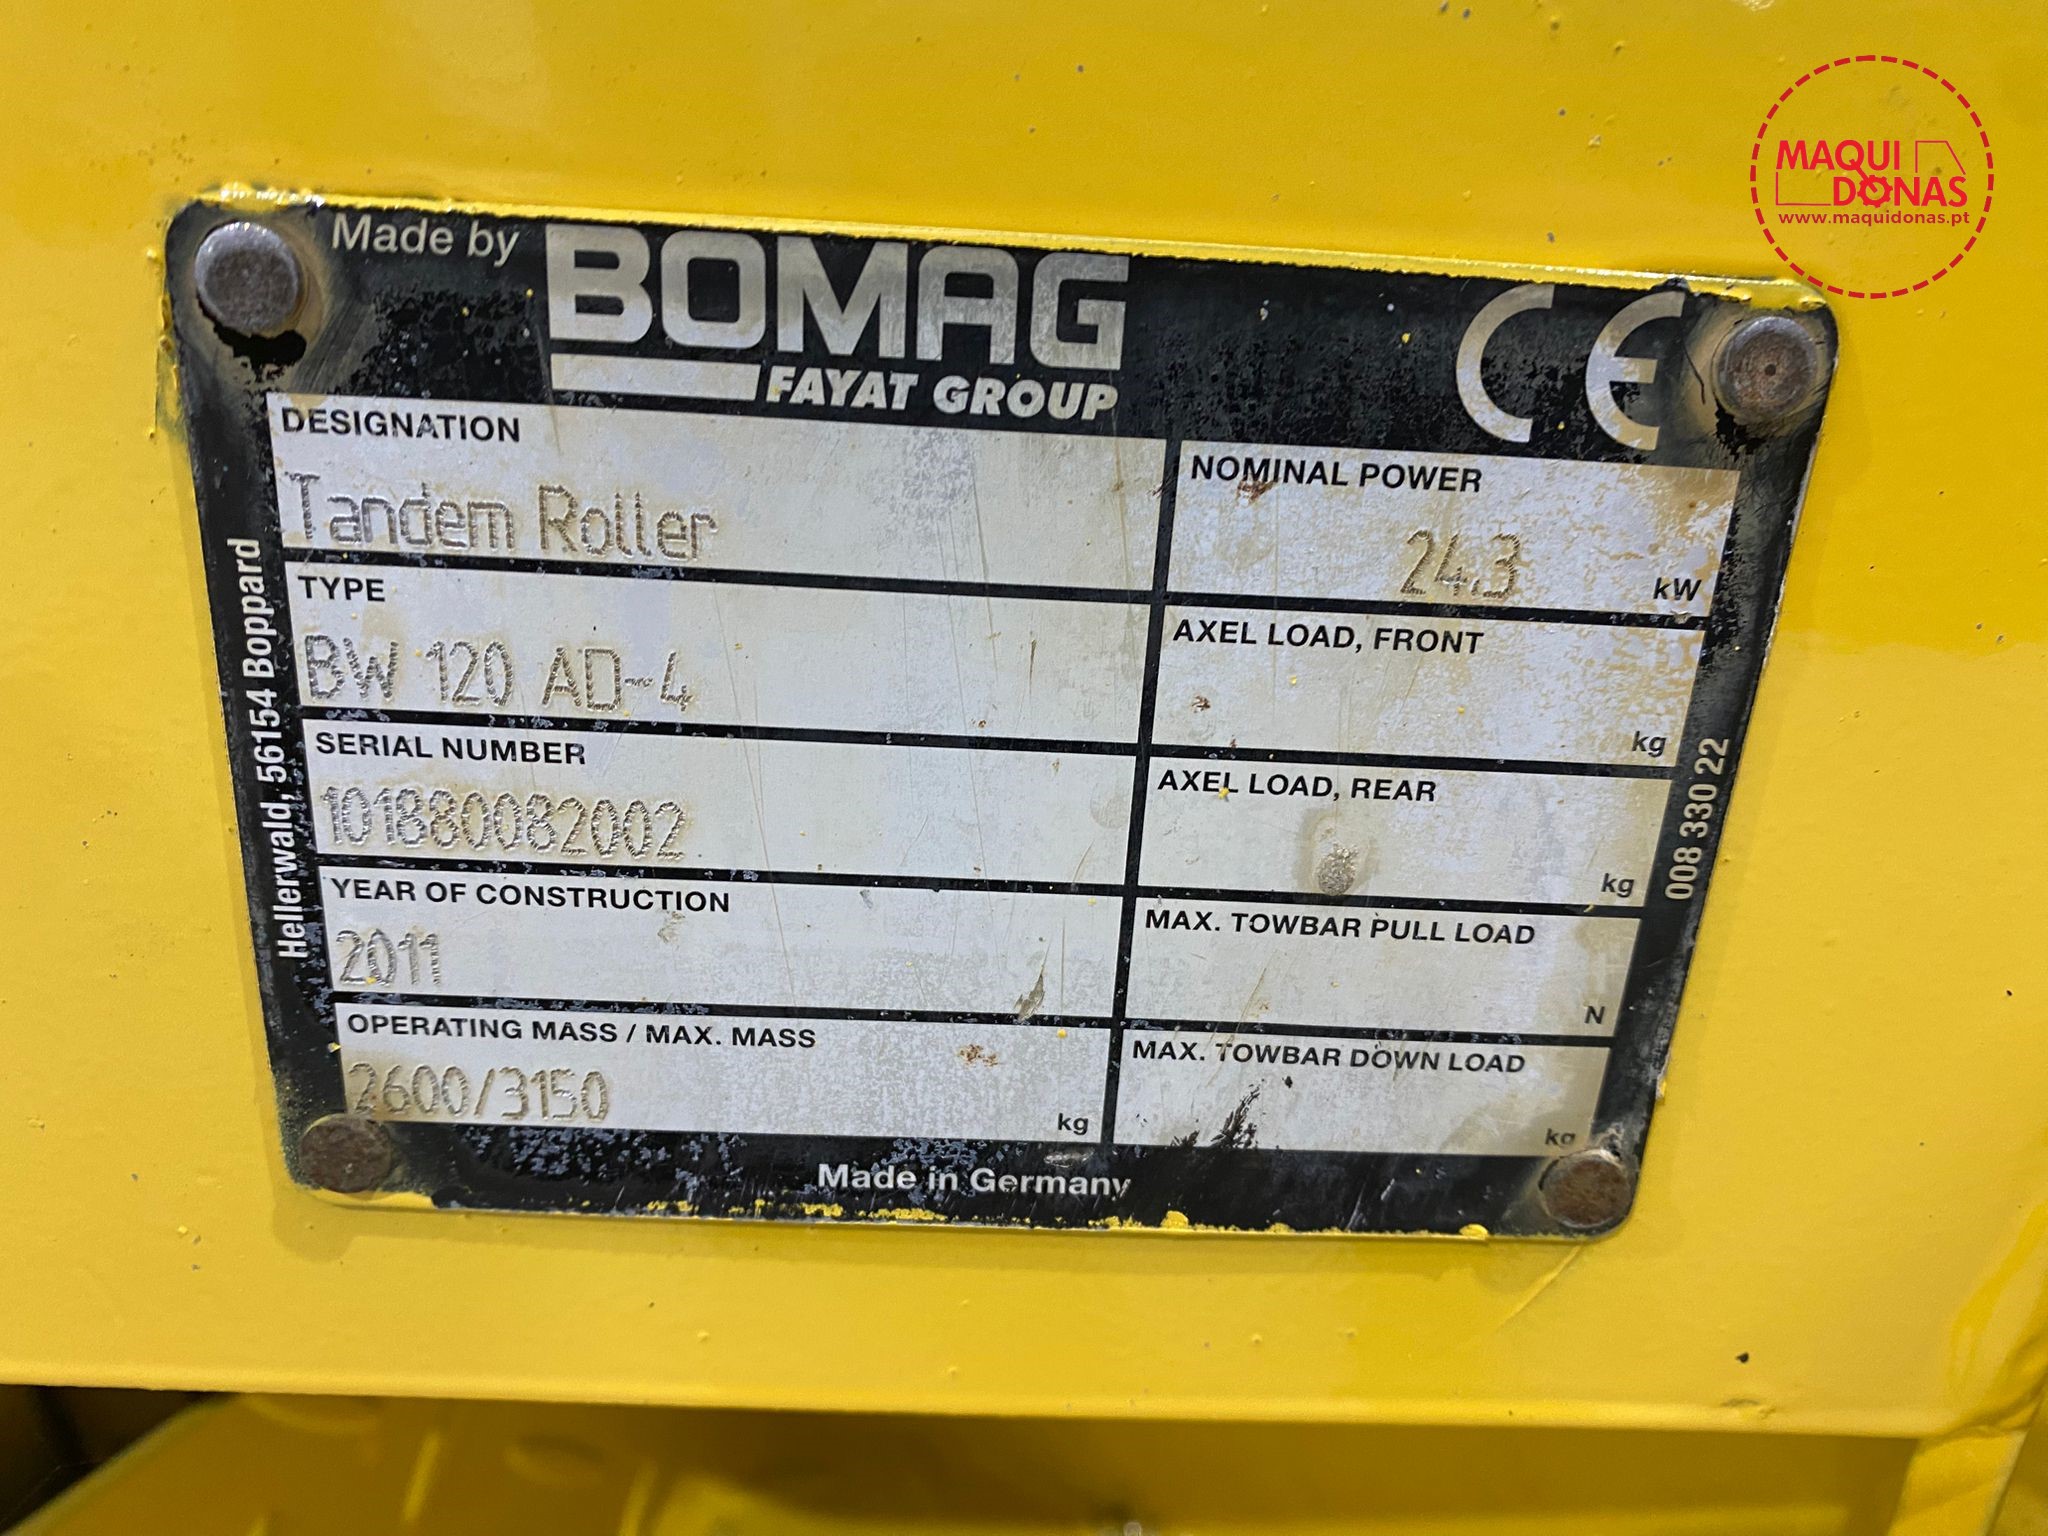 MAQUI
DONAS
www.maquidonas.pt
Made by BOMAG
FAYAT GROUP
CE
DESIGNATION
Tandem Roller
NOMINAL POWER
24.3 kW
TYPE
BW 120 AD-4
AXEL LOAD, FRONT
kg
SERIAL NUMBER
101880082002
AXEL LOAD, REAR
kg
YEAR OF CONSTRUCTION
2011
MAX. TOWBAR PULL LOAD
N
OPERATING MASS / MAX. MASS
2600/3150 kg
MAX. TOWBAR DOWN LOAD
kg
Made in Germany
Hellerwald, 56154 Boppard
008 330 22